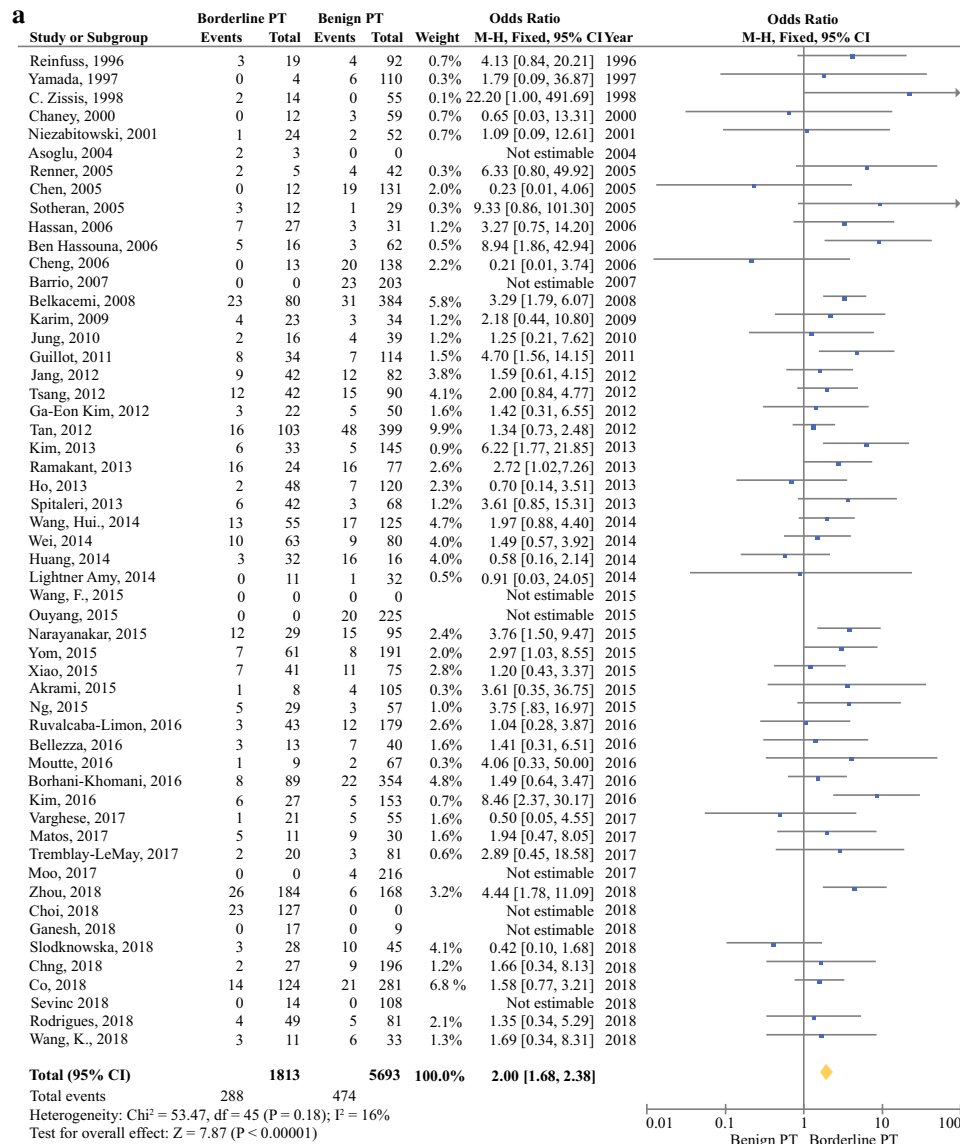 a
Borderline PT Benign PT Odds Ratio Odds Ratio
Study or Subgroup Events Total Events Total Weight M-H, Fixed, 95% CI Year M-H, Fixed, 95% CI
Reinfuss, 1996 3 19 4 92 0.7% 4.13 [0.84, 20.21] 1996
Yamada, 1997 0 4 6 110 0.3% 1.79 [0.09, 36.87] 1997
C. Zissis, 1998 2 14 0 55 0.1% 22.20 [1.00, 491.69] 1998
Chaney, 2000 0 12 3 59 0.7% 0.65 [0.03, 13.31] 2000
Niezabitowski, 2001 1 24 2 52 0.7% 1.09 [0.09, 12.61] 2001
Asoglu, 2004 2 3 0 0 Not estimable 2004
Renner, 2005 2 5 4 42 0.3% 6.33 [0.80, 49.92] 2005
Chen, 2005 0 12 19 131 2.0% 0.23 [0.01, 4.06] 2005
Sotheran, 2005 3 12 1 29 0.3% 9.33 [0.86, 101.30] 2005
Hassan, 2006 7 27 3 31 1.2% 3.27 [0.75, 14.20] 2006
Ben Hassouna, 2006 5 16 3 62 0.5% 8.94 [1.86, 42.94] 2006
Cheng, 2006 0 13 20 138 2.2% 0.21 [0.01, 3.74] 2006
Barrio, 2007 0 0 23 203 Not estimable 2007
Belkacemi, 2008 23 80 31 384 5.8% 3.29 [1.79, 6.07] 2008
Karim, 2009 4 23 3 34 1.2% 2.18 [0.44, 10.80] 2009
Jung, 2010 2 16 4 39 1.2% 1.25 [0.21, 7.62] 2010
Guillot, 2011 8 34 7 114 1.5% 4.70 [1.56, 14.15] 2011
Jang, 2012 9 42 12 82 3.8% 1.59 [0.61, 4.15] 2012
Tsang, 2012 12 42 15 90 4.1% 2.00 [0.84, 4.77] 2012
Ga-Eon Kim, 2012 3 22 5 50 1.6% 1.42 [0.31, 6.55] 2012
Tan, 2012 16 103 48 399 9.9% 1.34 [0.73, 2.48] 2012
Kim, 2013 6 33 5 145 0.9% 6.22 [1.77, 21.85] 2013
Ramakant, 2013 16 24 16 77 2.6% 2.72 [1.02,7.26] 2013
Ho, 2013 2 48 7 120 2.3% 0.70 [0.14, 3.51] 2013
Spitaleri, 2013 6 42 3 68 1.2% 3.61 [0.85, 15.31] 2013
Wang, Hui., 2014 13 55 17 125 4.7% 1.97 [0.88, 4.40] 2014
Wei, 2014 10 63 9 80 4.0% 1.49 [0.57, 3.92] 2014
Huang, 2014 3 32 16 16 4.0% 0.58 [0.16, 2.14] 2014
Lightner Amy, 2014 0 11 1 32 0.5% 0.91 [0.03, 24.05] 2014
Wang, F., 2015 0 0 0 0 Not estimable 2015
Ouyang, 2015 0 0 20 225 Not estimable 2015
Narayanakar, 2015 12 29 15 95 2.4% 3.76 [1.50, 9.47] 2015
Yom, 2015 7 61 8 191 2.0% 2.97 [1.03, 8.55] 2015
Xiao, 2015 7 41 11 75 2.8% 1.20 [0.43, 3.37] 2015
Akrami, 2015 1 8 4 105 0.3% 3.61 [0.35, 36.75] 2015
Ng, 2015 5 29 3 57 1.0% 3.75 [.83, 16.97] 2015
Ruvalcaba-Limon, 2016 3 43 12 179 2.6% 1.04 [0.28, 3.87] 2016
Bellezza, 2016 3 13 7 40 1.6% 1.41 [0.31, 6.51] 2016
Moutte, 2016 1 9 2 67 0.3% 4.06 [0.33, 50.00] 2016
Borhani-Khomani, 2016 8 89 22 354 4.8% 1.49 [0.64, 3.47] 2016
Kim, 2016 6 27 5 153 0.7% 8.46 [2.37, 30.17] 2016
Varghese, 2017 1 21 5 55 1.6% 0.50 [0.05, 4.55] 2017
Matos, 2017 5 11 9 30 1.9% 1.94 [0.47, 8.05] 2017
Tremblay-LeMay, 2017 2 20 3 81 0.6% 2.89 [0.45, 18.58] 2017
Moo, 2017 0 0 4 216 Not estimable 2017
Zhou, 2018 26 184 6 168 3.2% 4.44 [1.78, 11.09] 2018
Choi, 2018 23 127 0 0 Not estimable 2018
Ganesh, 2018 0 17 0 9 Not estimable 2018
Slodknowska, 2018 3 28 10 45 4.1% 0.42 [0.10, 1.68] 2018
Chng, 2018 2 27 9 196 1.2% 1.66 [0.34, 8.13] 2018
Co, 2018 14 124 21 281 6.8 % 1.58 [0.77, 3.21] 2018
Sevinc 2018 0 14 0 108 Not estimable 2018
Rodrigues, 2018 4 49 5 81 2.1% 1.35 [0.34, 5.29] 2018
Wang, K., 2018 3 11 6 33 1.3% 1.69 [0.34, 8.31] 2018
Total (95% CI) 1813 5693 100.0% 2.00 [1.68, 2.38]
Total events 288 474
Heterogeneity: Chi² = 53.47, df = 45 (P = 0.18); I² = 16%
Test for overall effect: Z = 7.87 (P < 0.00001)
0.01 0.1 1 10 100
Benign PT Borderline PT